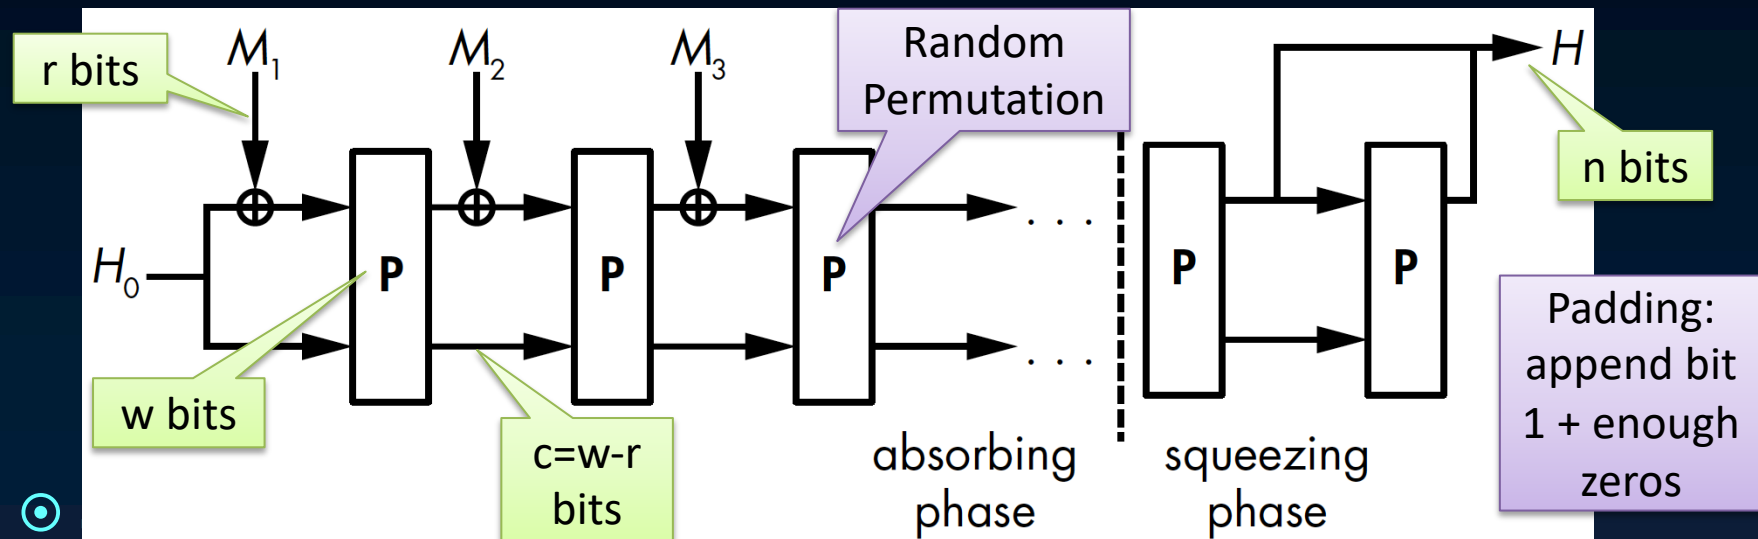 r bits
M1
M2
M3
Random
Permutation
H
n bits
H0
P
P
P
. . .
. . .
P
P
w bits
c=w-r
bits
absorbing
phase
squeezing
phase
Padding:
append bit
1 + enough
zeros